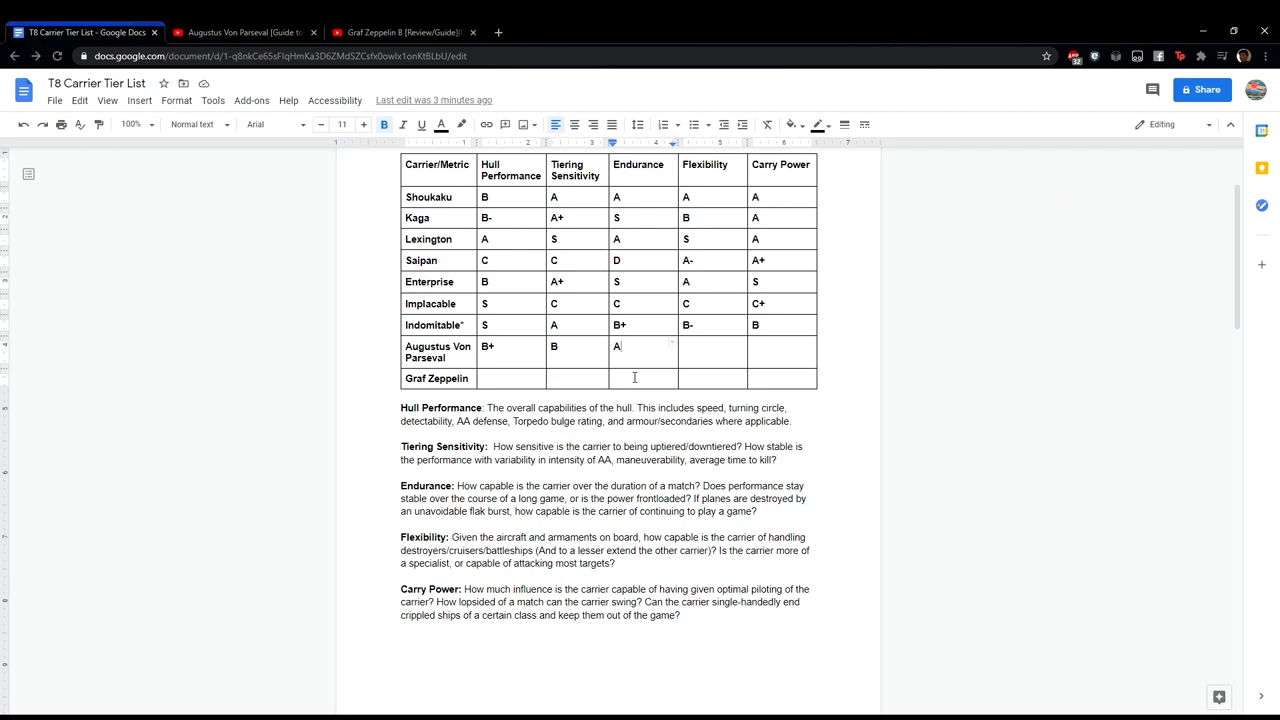 T8 Carrier Tier List - Google Docs
Augustus Von Parseval [Guide to
Graf Zeppelin B [Review/Guide]
docs.google.com/document/d/1-q8nkCe65sFIqHmKa3D6ZMdSZCsfx0owIx1onKtBLbU/edit
T8 Carrier Tier List
File Edit View Insert Format Tools Add-ons Help Accessibility Last edit was 3 minutes ago
Share
100% Normal text Arial 11 Editing
Carrier/Metric Hull Performance Tiering Sensitivity Endurance Flexibility Carry Power
Shoukaku B A A A A
Kaga B- A+ S B A
Lexington A S A S A
Saipan C C D A- A+
Enterprise B A+ S A S
Implacable S C C C C+
Indomitable* S A B+ B- B
Augustus Von Parseval B+ B A
Graf Zeppelin
Hull Performance: The overall capabilities of the hull. This includes speed, turning circle,
detectability, AA defense, Torpedo bulge rating, and armour/secondaries where applicable.
Tiering Sensitivity: How sensitive is the carrier to being uptiered/downtiered? How stable is
the performance with variability in intensity of AA, maneuverability, average time to kill?
Endurance: How capable is the carrier over the duration of a match? Does performance stay
stable over the course of a long game, or is the power frontloaded? If planes are destroyed by
an unavoidable flak burst, how capable is the carrier of continuing to play a game?
Flexibility: Given the aircraft and armaments on board, how capable is the carrier of handling
destroyers/cruisers/battleships (And to a lesser extend the other carrier)? Is the carrier more of
a specialist, or capable of attacking most targets?
Carry Power: How much influence is the carrier capable of having given optimal piloting of the
carrier? How lopsided of a match can the carrier swing? Can the carrier single-handedly end
crippled ships of a certain class and keep them out of the game?